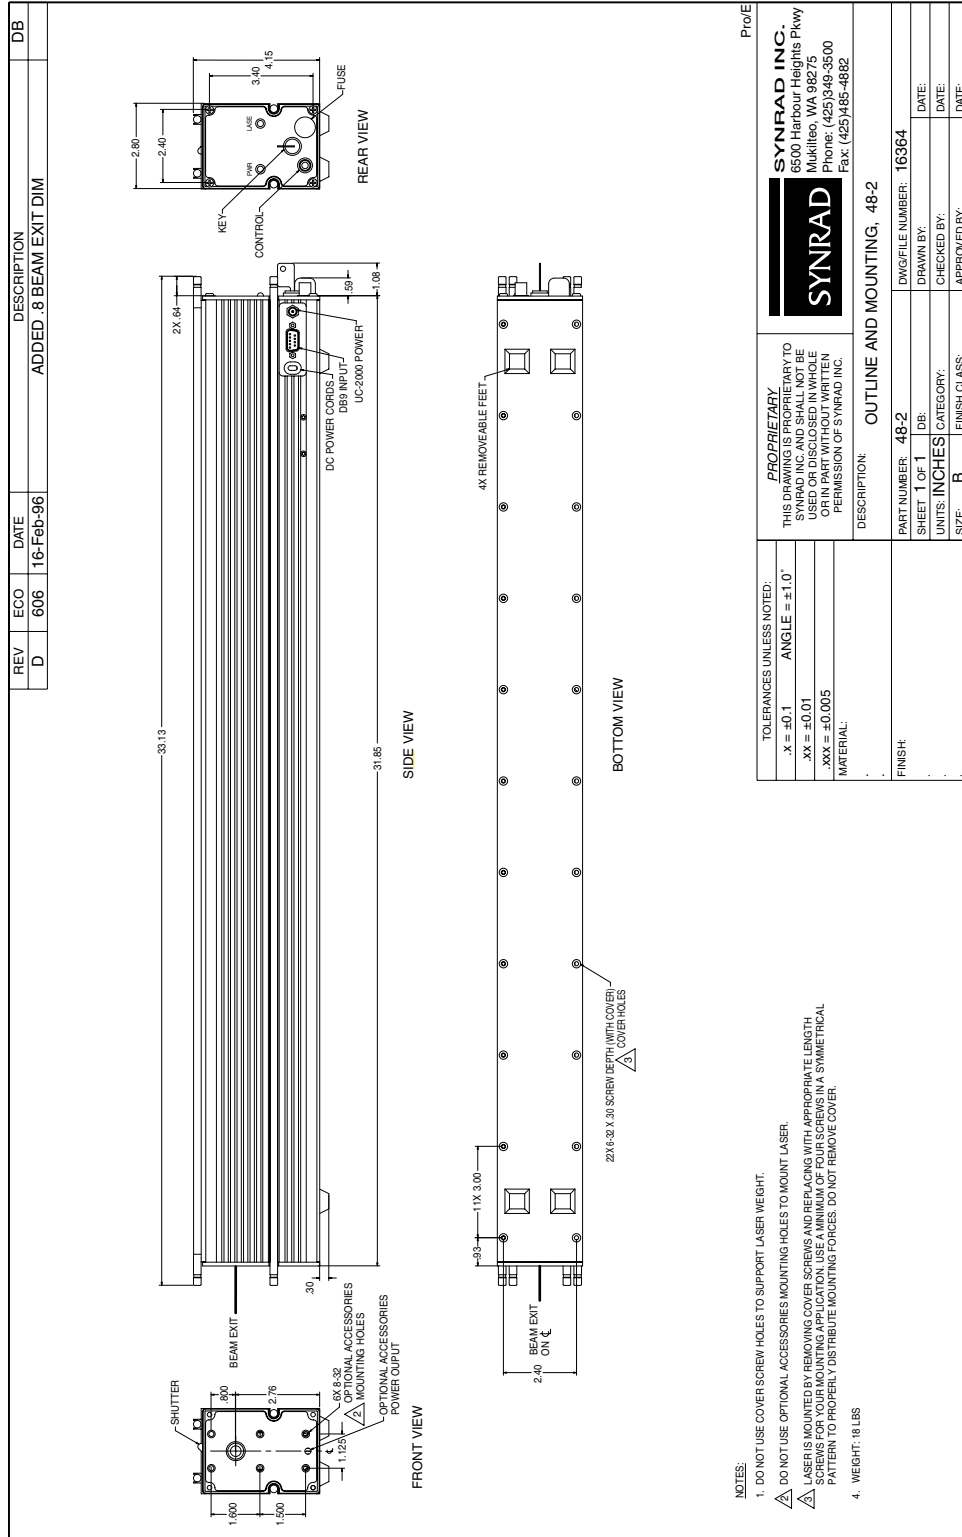 REV ECO DATE DESCRIPTION DB
D 606 16-Feb-96 ADDED .8 BEAM EXIT DIM
33.13
2X .64
2.80
2.40
3.40
4.15
PWR
LASE
KEY
CONTROL
FUSE
REAR VIEW
.59
1.08
DC POWER CORDS
DB9 INPUT
UC-2000 POWER
31.85
SIDE VIEW
BEAM EXIT
.30
SHUTTER
.800
2.76
6X 8-32
OPTIONAL ACCESSORIES
2 MOUNTING HOLES
OPTIONAL ACCESSORIES
POWER OUPUT
1.125
℄
1.600
1.500
FRONT VIEW
4X REMOVEABLE FEET
11X 3.00
.93
BEAM EXIT
ON ℄
2.40
22X 6-32 X .30 SCREW DEPTH (WITH COVER)
COVER HOLES
3
BOTTOM VIEW
NOTES:
1. DO NOT USE COVER SCREW HOLES TO SUPPORT LASER WEIGHT.
2 DO NOT USE OPTIONAL ACCESSORIES MOUNTING HOLES TO MOUNT LASER.
3 LASER IS MOUNTED BY REMOVING COVER SCREWS AND REPLACING WITH APPROPRIATE LENGTH
SCREWS FOR YOUR MOUNTING APPLICATION. USE A MINIMUM OF FOUR SCREWS IN A SYMMETRICAL
PATTERN TO PROPERLY DISTRIBUTE MOUNTING FORCES. DO NOT REMOVE COVER.
4. WEIGHT: 18 LBS
Pro/E
TOLERANCES UNLESS NOTED:
.x = ±0.1 ANGLE = ±1.0°
.xx = ±0.01
.xxx = ±0.005
MATERIAL:
FINISH:
PROPRIETARY
THIS DRAWING IS PROPRIETARY TO
SYNRAD INC. AND SHALL NOT BE
USED OR DISCLOSED IN WHOLE
OR IN PART WITHOUT WRITTEN
PERMISSION OF SYNRAD INC.
SYNRAD
SYNRAD INC.
6500 Harbour Heights Pkwy
Mukilteo, WA 98275
Phone: (425)349-3500
Fax: (425)485-4882
DESCRIPTION:
OUTLINE AND MOUNTING, 48-2
PART NUMBER: 48-2
DWG/FILE NUMBER: 16364
SHEET 1 OF 1 DB: DRAWN BY: DATE:
UNITS: INCHES CATEGORY: CHECKED BY: DATE:
SIZE: B FINISH CLASS: APPROVED BY: DATE: